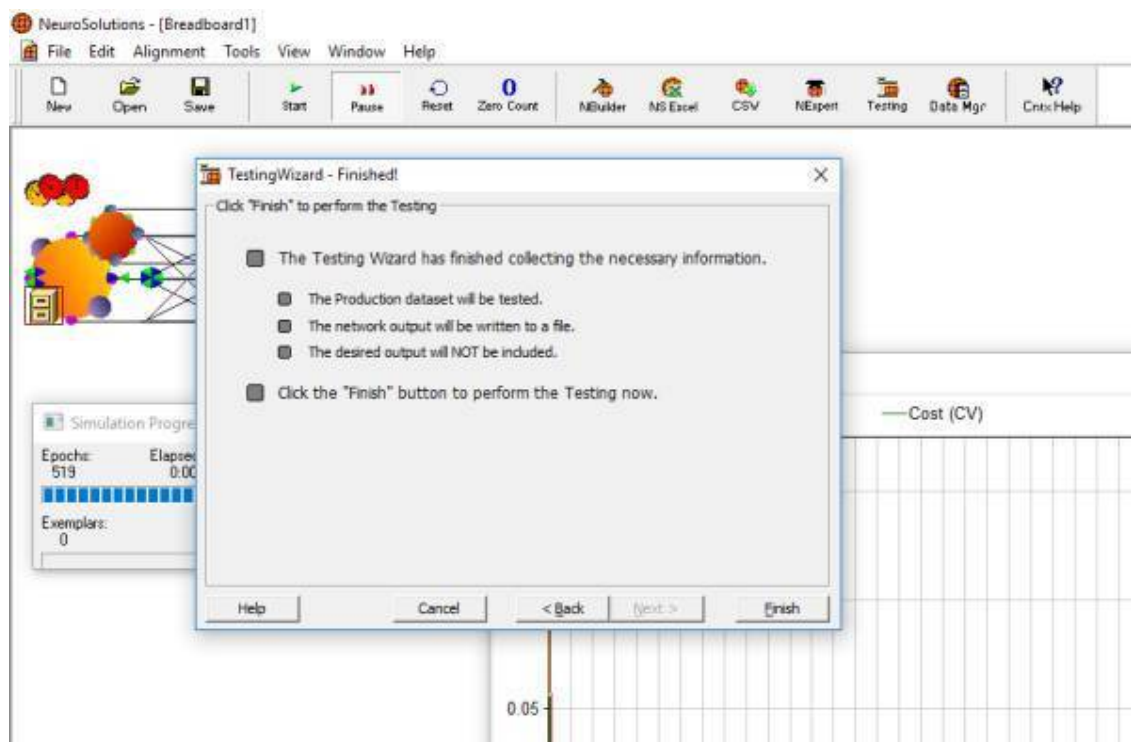 NeuroSolutions - [Breadboard1]
File Edit Alignment Tools View Window Help
New Open Save Start Pause Reset Zero Count NBuilder NS Excel CSV NExpert Testing Data Mgr Cntx Help
TestingWizard - Finished!
Click "Finish" to perform the Testing
The Testing Wizard has finished collecting the necessary information.
The Production dataset will be tested.
The network output will be written to a file.
The desired output will NOT be included.
Click the "Finish" button to perform the Testing now.
Help Cancel < Back Next > Finish
Simulation Progre
Epochs: Elapsed
519 0:00
Exemplars:
0
Cost (CV)
0.05